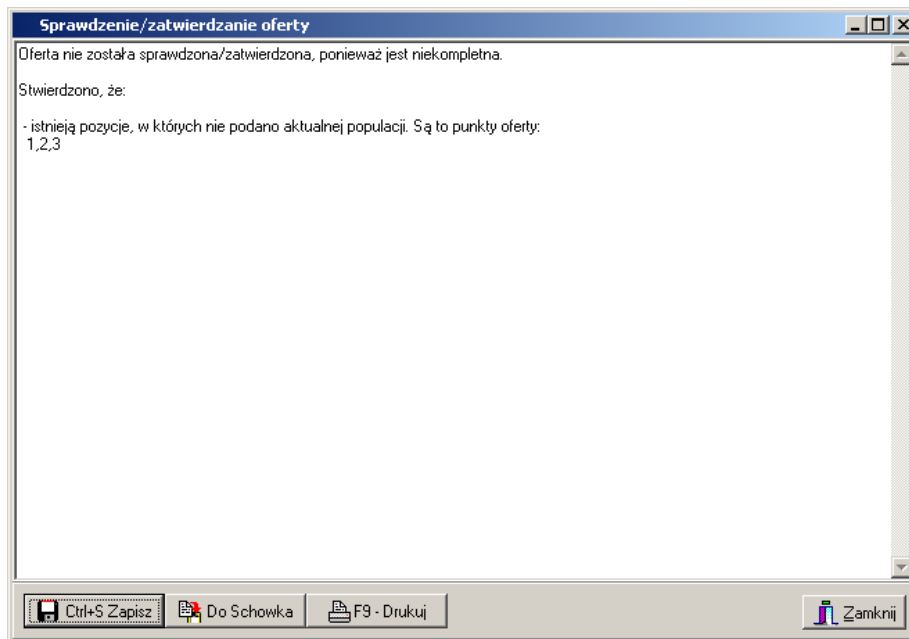 Sprawdzenie/zatwierdzanie oferty
Oferta nie została sprawdzona/zatwierdzona, ponieważ jest niekompletna.
Stwierdzono, że:
- istnieją pozycje, w których nie podano aktualnej populacji. Są to punkty oferty:
1,2,3
Ctrl+S Zapisz
Do Schowka
F9 - Drukuj
Zamknij